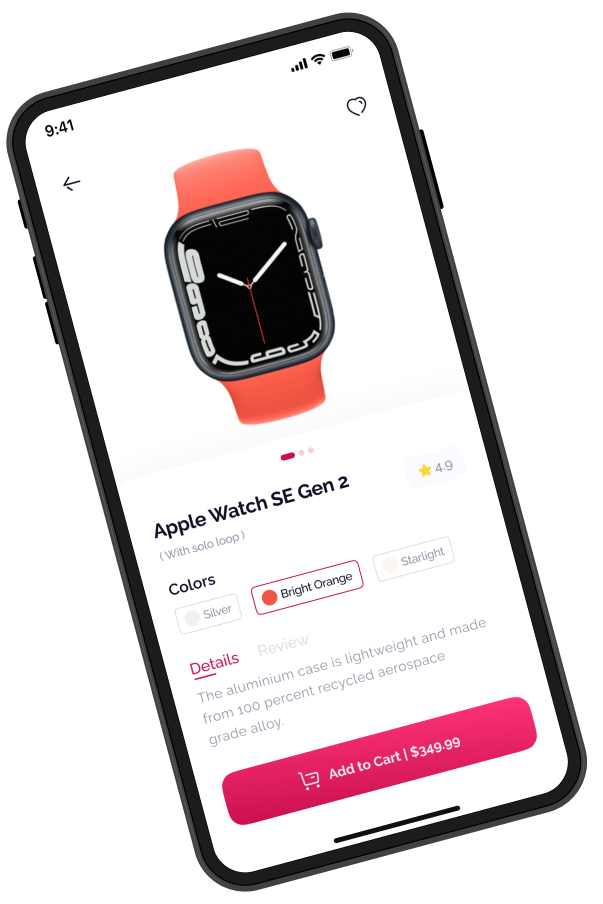 9:41
Apple Watch SE Gen 2
4.9
( With solo loop )
Colors
Silver
Bright Orange
Starlight
Details
Review
The aluminium case is lightweight and made
from 100 percent recycled aerospace
grade alloy.
Add to Cart | $349.99